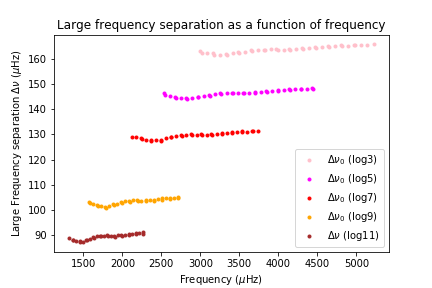 Large frequency separation as a function of frequency
Large Frequency separation Δν (μHz)
160
150
140
130
120
110
100
90
Δν₀ (log3)
Δν₀ (log5)
Δν₀ (log7)
Δν₀ (log9)
Δν (log11)
1500 2000 2500 3000 3500 4000 4500 5000
Frequency (μHz)